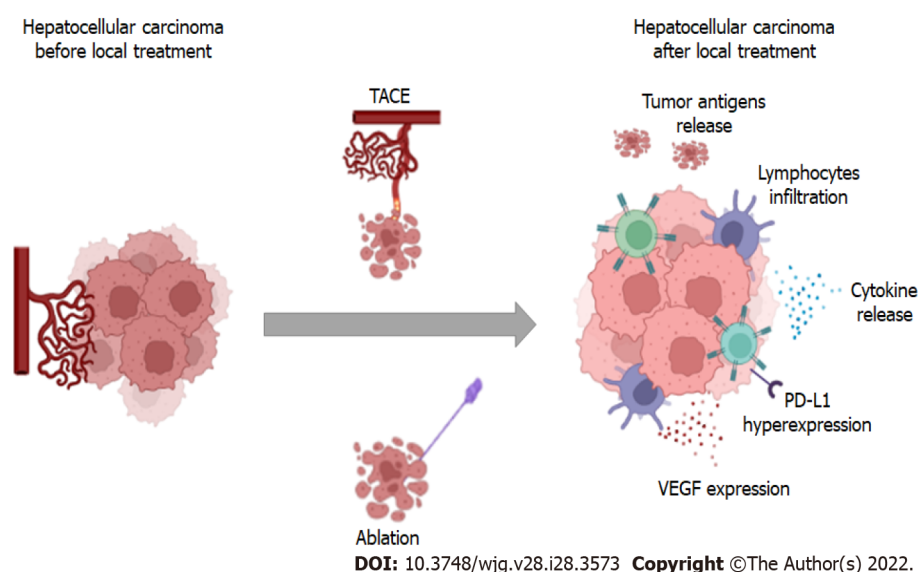 Hepatocellular carcinoma
before local treatment
Hepatocellular carcinoma
after local treatment
TACE
Tumor antigens
release
Lymphocytes
infiltration
Cytokine
release
PD-L1
hyperexpression
VEGF expression
Ablation
DOI: 10.3748/wjg.v28.i28.3573 Copyright ©The Author(s) 2022.